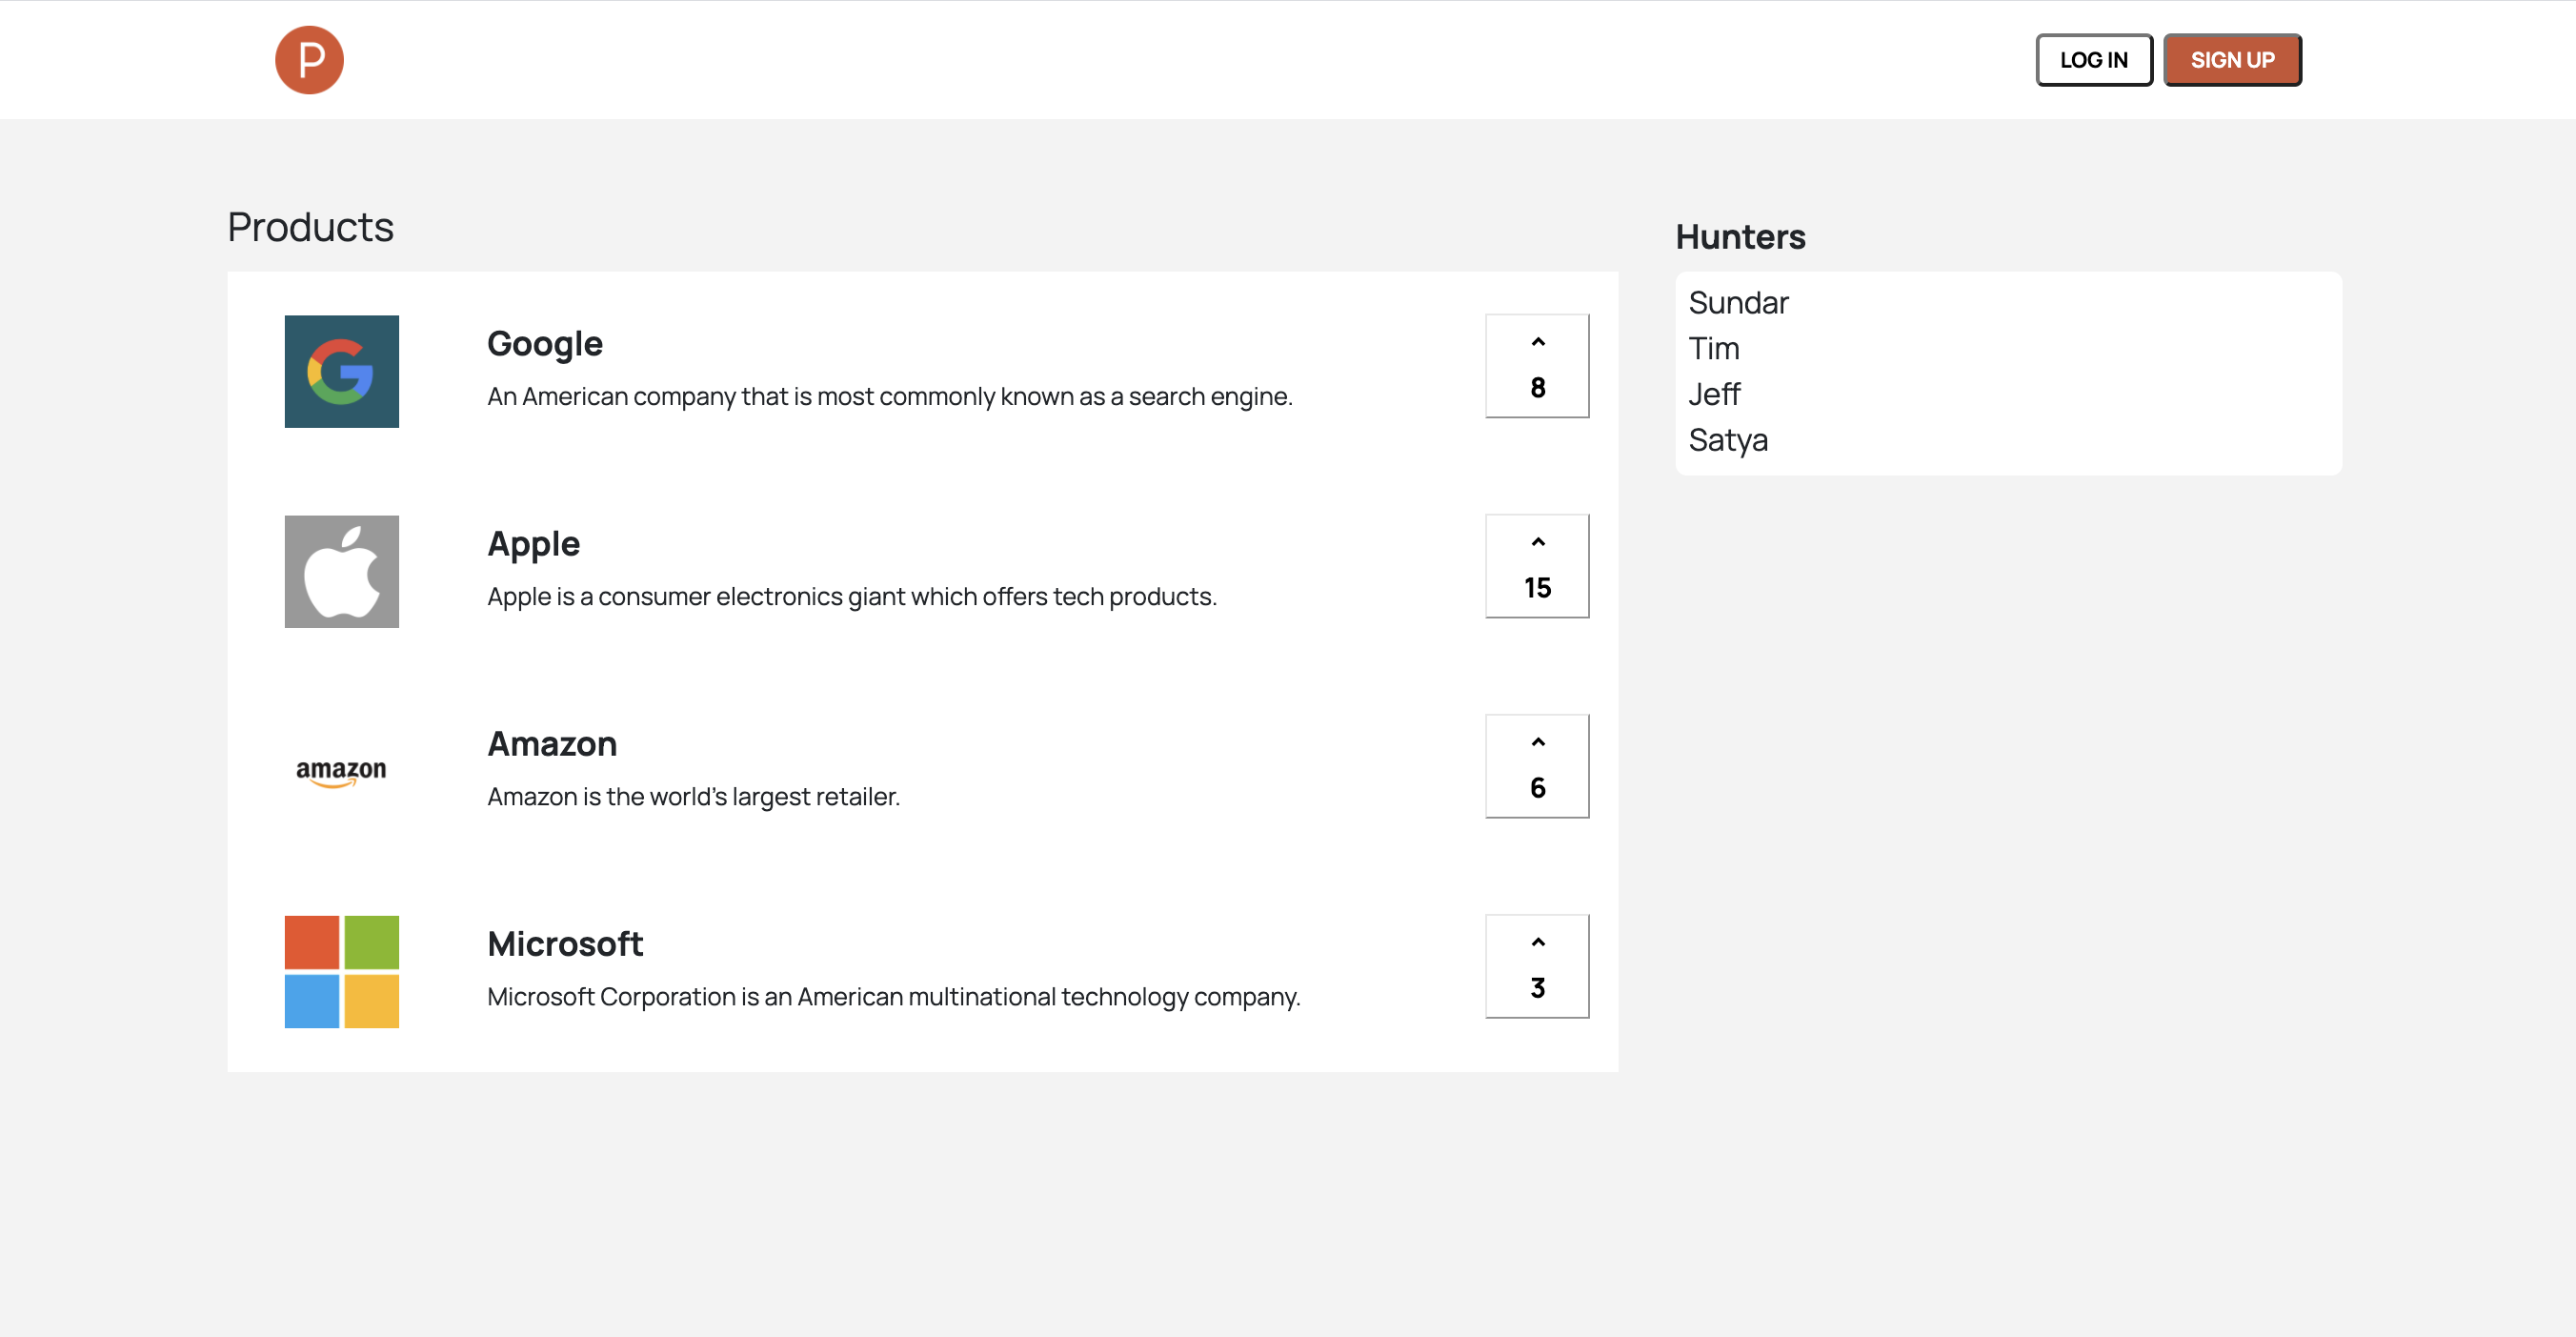 P
LOG IN
SIGN UP
Products
Google
An American company that is most commonly known as a search engine.
8
Apple
Apple is a consumer electronics giant which offers tech products.
15
amazon
Amazon
Amazon is the world's largest retailer.
6
Microsoft
Microsoft Corporation is an American multinational technology company.
3
Hunters
Sundar
Tim
Jeff
Satya